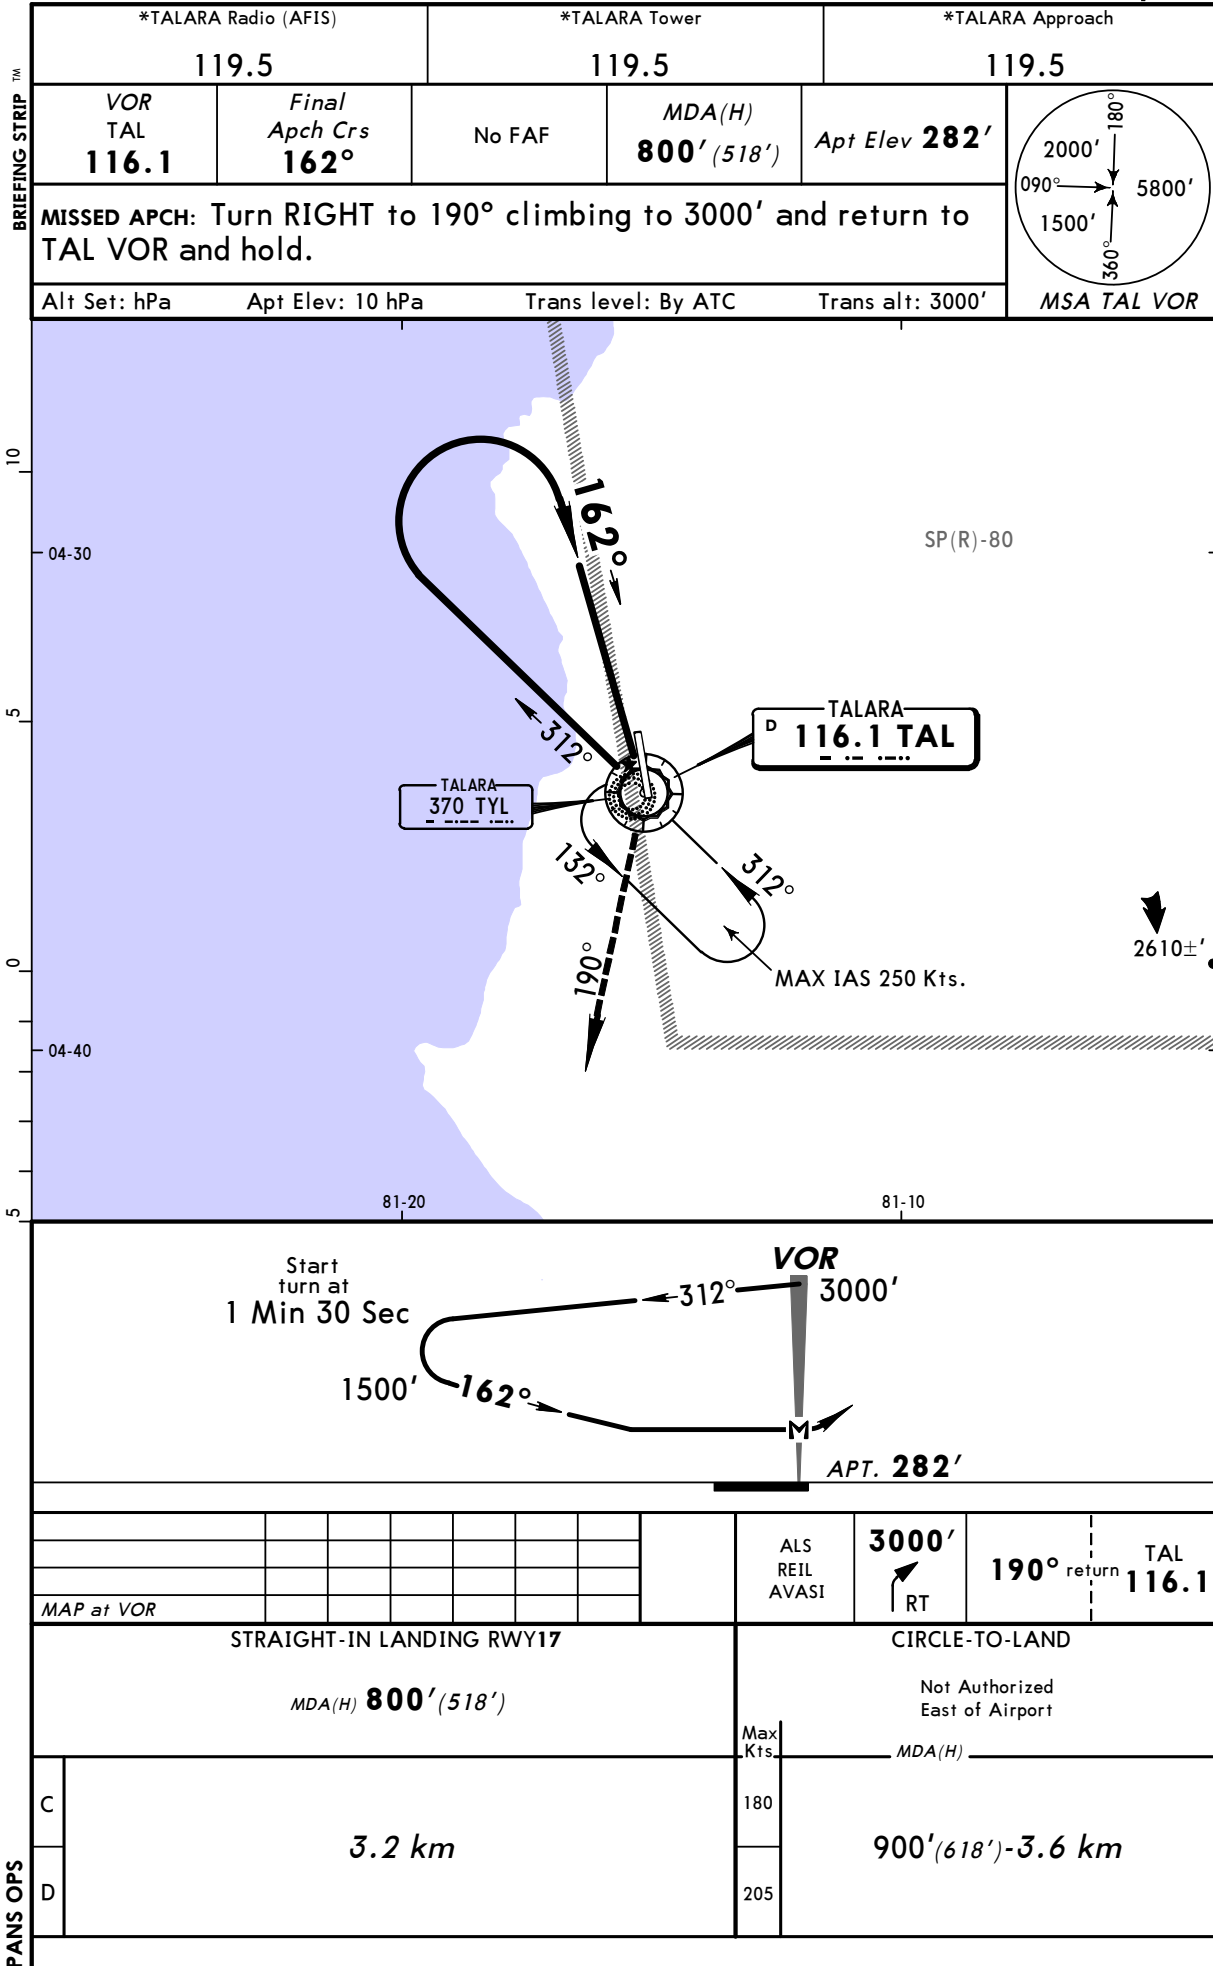 *TALARA Radio (AFIS)
119.5
*TALARA Tower
119.5
*TALARA Approach
119.5
BRIEFING STRIP TM
VOR
TAL
116.1
Final
Apch Crs
162°
No FAF
MDA(H)
800' (518')
Apt Elev 282'
MISSED APCH: Turn RIGHT to 190° climbing to 3000' and return to
TAL VOR and hold.
Alt Set: hPa Apt Elev: 10 hPa Trans level: By ATC Trans alt: 3000'
180°
2000'
090°
5800'
1500'
360°
MSA TAL VOR
10
5
0
5
04-30
04-40
81-20
81-10
162°
SP(R)-80
312°
TALARA
D 116.1 TAL
TALARA
370 TYL
132°
312°
190°
MAX IAS 250 Kts.
2610±'
Start
turn at
1 Min 30 Sec
VOR
312°
3000'
1500'
162°
M
APT. 282'
MAP at VOR
ALS
REIL
AVASI
3000'
RT
190° return
TAL
116.1
STRAIGHT-IN LANDING RWY17
MDA(H) 800'(518')
CIRCLE-TO-LAND
Not Authorized
East of Airport
Max
Kts
MDA(H)
C
D
3.2 km
180
205
900'(618')-3.6 km
PANS OPS